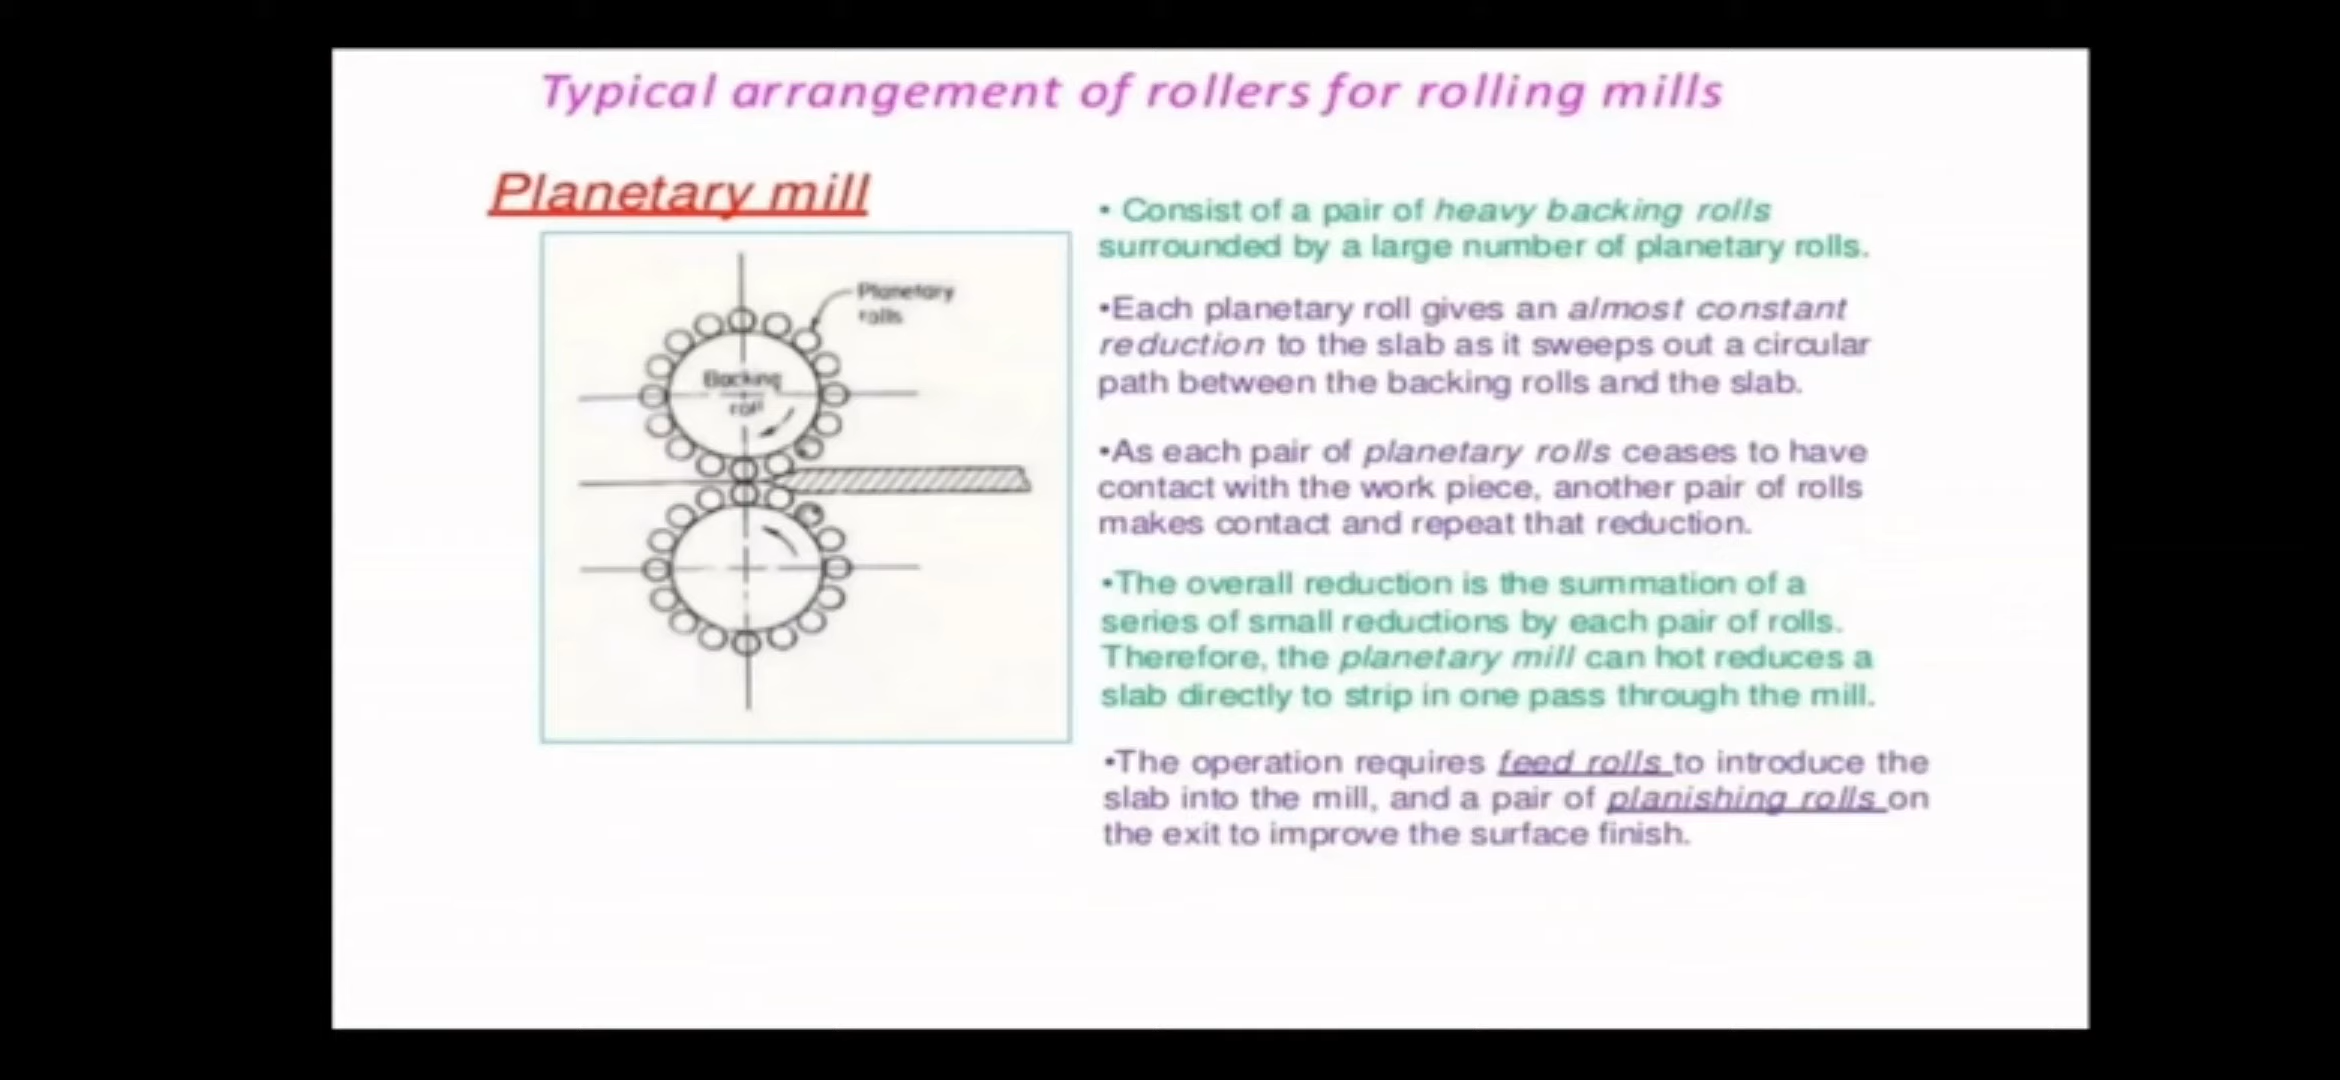 Typical arrangement of rollers for rolling mills
Planetary mill
Planetary
rolls
Backing
roll
• Consist of a pair of heavy backing rolls
surrounded by a large number of planetary rolls.
•Each planetary roll gives an almost constant
reduction to the slab as it sweeps out a circular
path between the backing rolls and the slab.
•As each pair of planetary rolls ceases to have
contact with the work piece, another pair of rolls
makes contact and repeat that reduction.
•The overall reduction is the summation of a
series of small reductions by each pair of rolls.
Therefore, the planetary mill can hot reduces a
slab directly to strip in one pass through the mill.
•The operation requires feed rolls to introduce the
slab into the mill, and a pair of planishing rolls on
the exit to improve the surface finish.